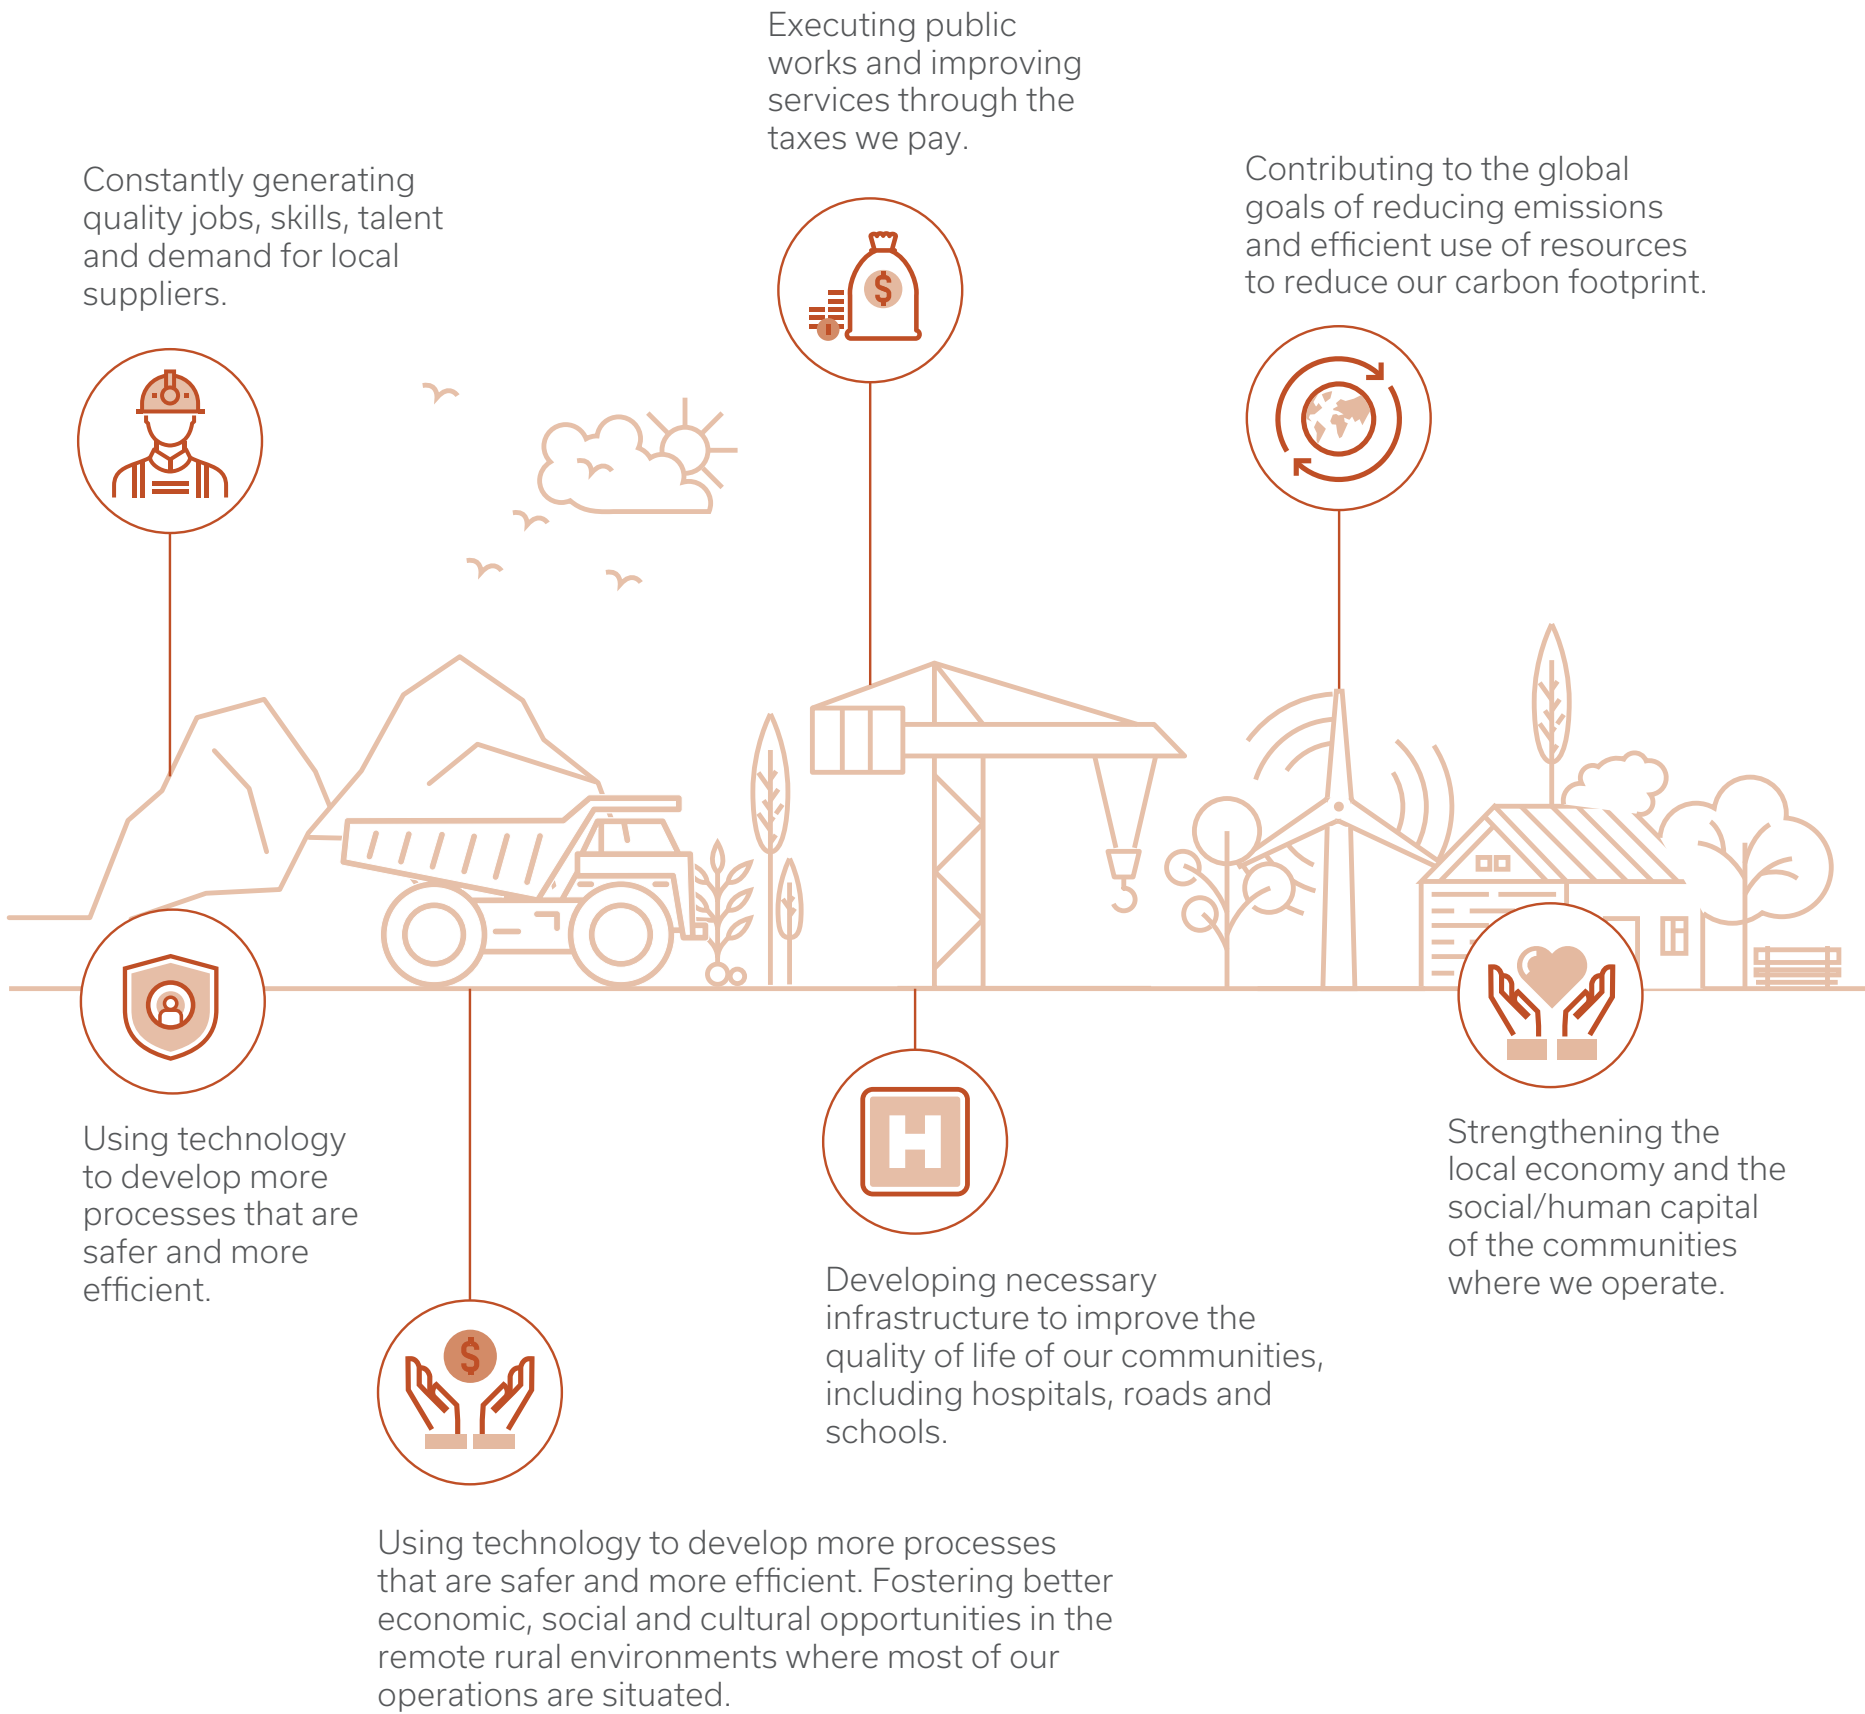 Executing public
works and improving
services through the
taxes we pay.
Constantly generating
quality jobs, skills, talent
and demand for local
suppliers.
Contributing to the global
goals of reducing emissions
and efficient use of resources
to reduce our carbon footprint.
$
Using technology
to develop more
processes that are
safer and more
efficient.
H
Strengthening the
local economy and the
social/human capital
of the communities
where we operate.
Developing necessary
infrastructure to improve the
quality of life of our communities,
including hospitals, roads and
schools.
$
Using technology to develop more processes
that are safer and more efficient. Fostering better
economic, social and cultural opportunities in the
remote rural environments where most of our
operations are situated.